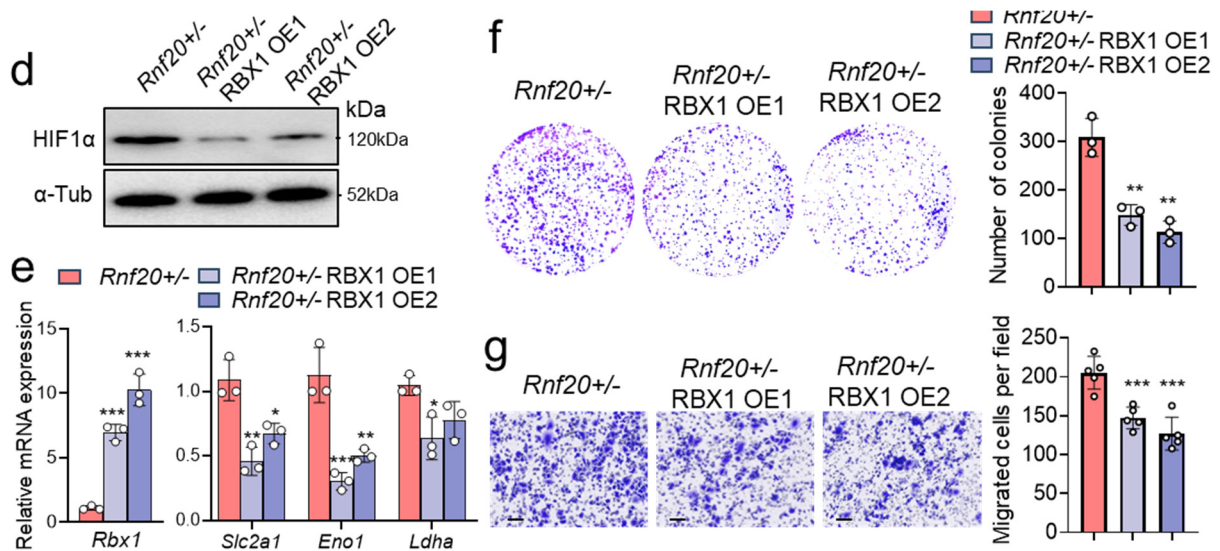 d
Rnf20+/-
Rnf20+/-
RBX1 OE1
Rnf20+/-
RBX1 OE2
kDa
HIF1α
120kDa
α-Tub
52kDa
e
Rnf20+/-
Rnf20+/- RBX1 OE1
Rnf20+/- RBX1 OE2
Relative mRNA expression
15
10
5
0
***
***
Rbx1
1.5
1.0
0.5
0.0
**
*
***
**
*
Slc2a1
Eno1
Ldha
f
Rnf20+/-
Rnf20+/-
RBX1 OE1
Rnf20+/-
RBX1 OE2
Rnf20+/-
Rnf20+/- RBX1 OE1
Rnf20+/- RBX1 OE2
Number of colonies
400
300
200
100
0
**
**
g
Rnf20+/-
Rnf20+/-
RBX1 OE1
Rnf20+/-
RBX1 OE2
Migrated cells per field
250
200
150
100
50
0
***
***